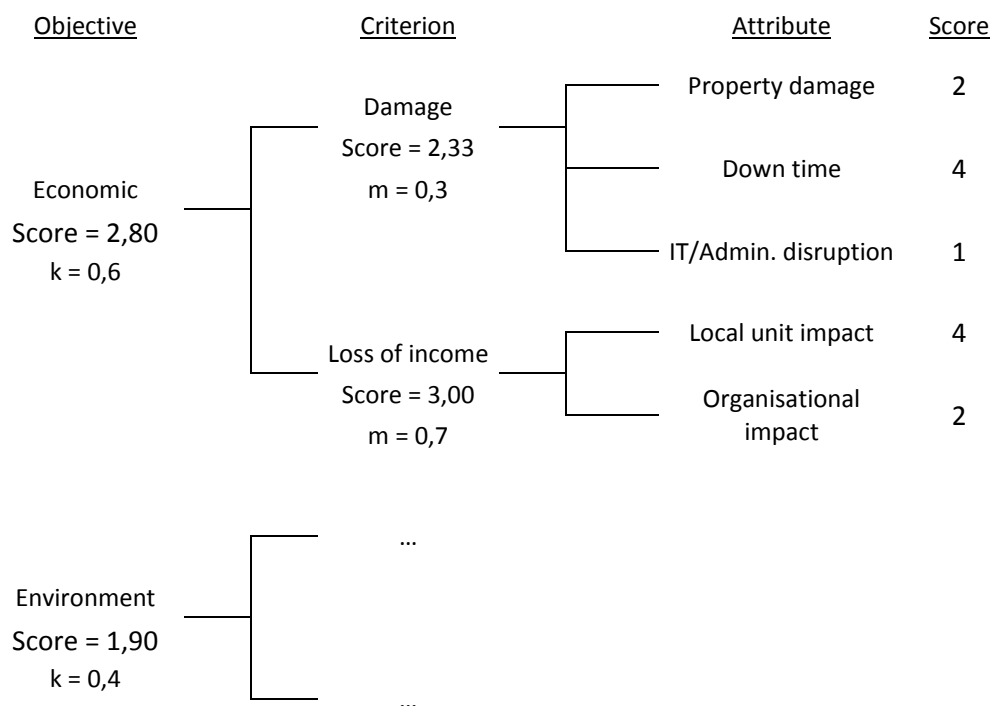 Objective Criterion Attribute Score
Economic
Score = 2,80
k = 0,6
Damage
Score = 2,33
m = 0,3
Property damage 2
Down time 4
IT/Admin. disruption 1
Loss of income
Score = 3,00
m = 0,7
Local unit impact 4
Organisational
impact
2
Environment
Score = 1,90
k = 0,4
...
...